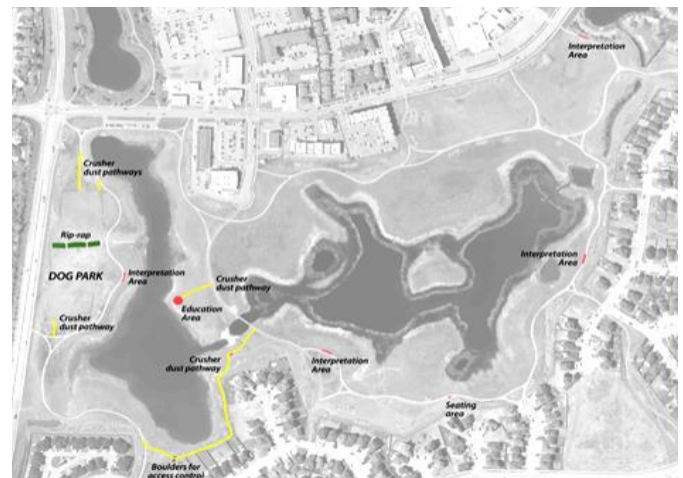 Interpretation
Area
Crusher
dust pathways
Rip-rap
DOG PARK
Interpretation
Area
Crusher
dust pathway
Education
Area
Interpretation
Area
Crusher
dust pathway
Crusher
dust pathway
Interpretation
Area
Seating
area
Boulders for
access control